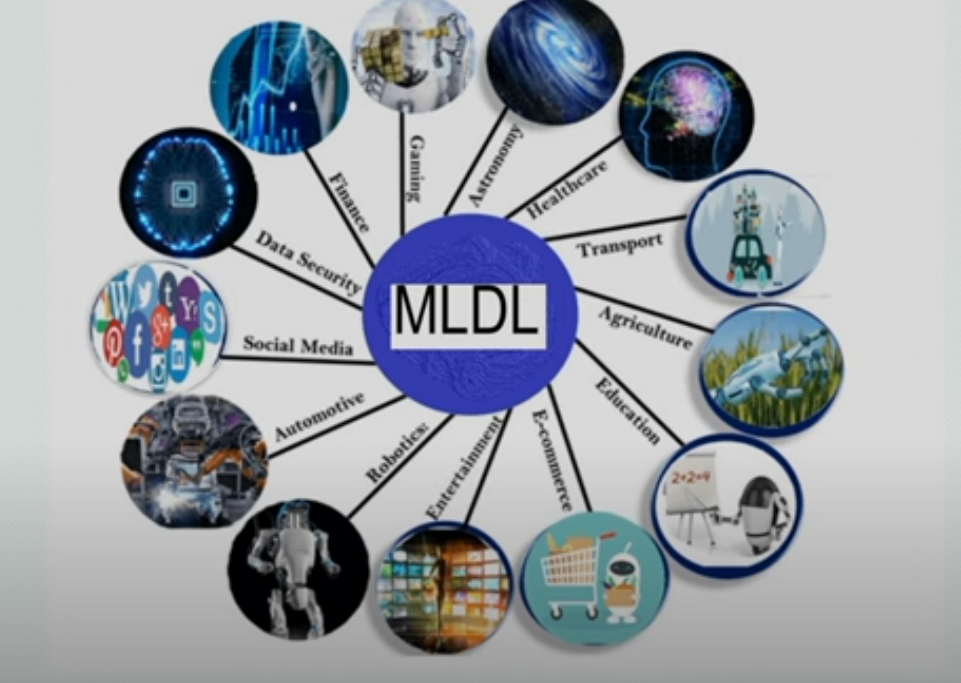 Gaming
Astronomy
Healthcare
Transport
Agriculture
Education
2+2=4
E-commerce
Entertainment
Robotics:
Automotive
Social Media
Data Security
Finance
MLDL
W
t
Y!
P
f
g+
S
in